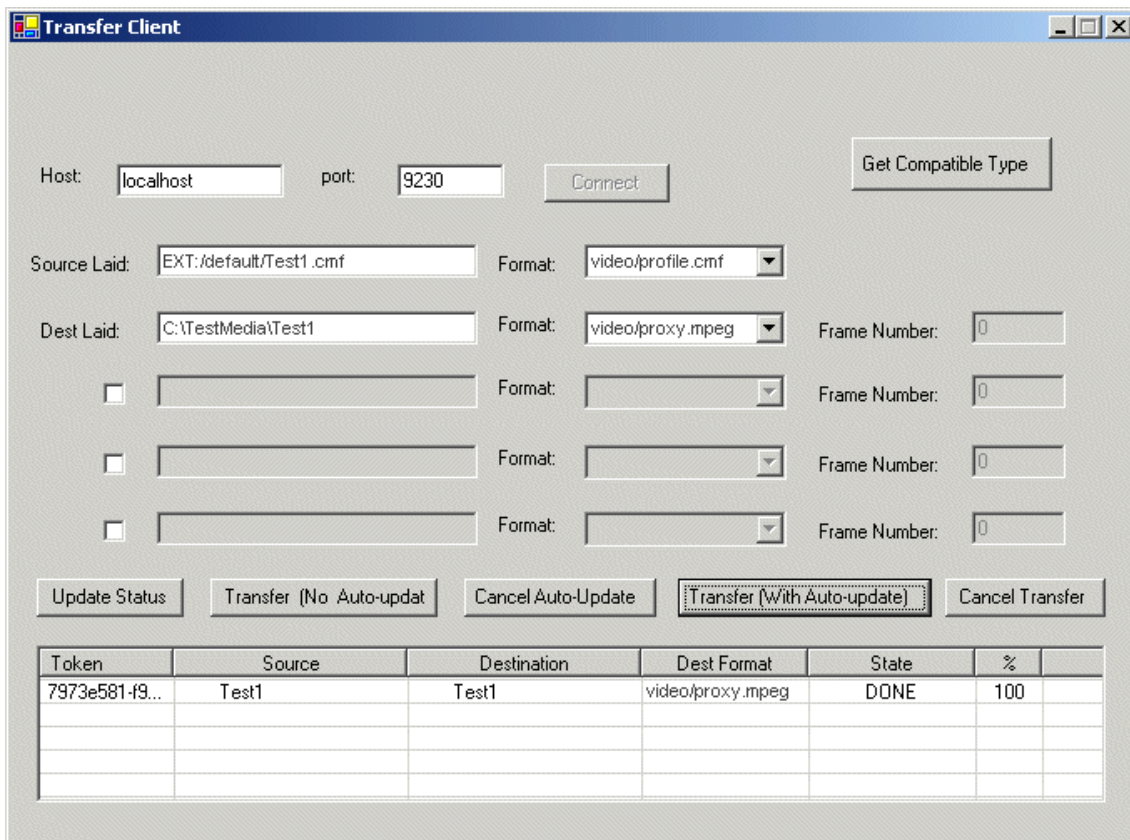 Transfer Client
Get Compatible Type
Host: localhost port: 9230 Connect
Source Laid: EXT:/default/Test1.cmf Format: video/profile.cmf
Dest Laid: C:\TestMedia\Test1 Format: video/proxy.mpeg Frame Number: 0
Format: Frame Number: 0
Format: Frame Number: 0
Format: Frame Number: 0
Update Status Transfer (No Auto-updat Cancel Auto-Update Transfer (With Auto-update) Cancel Transfer
Token Source Destination Dest Format State %
7973e581-f9... Test1 Test1 video/proxy.mpeg DONE 100